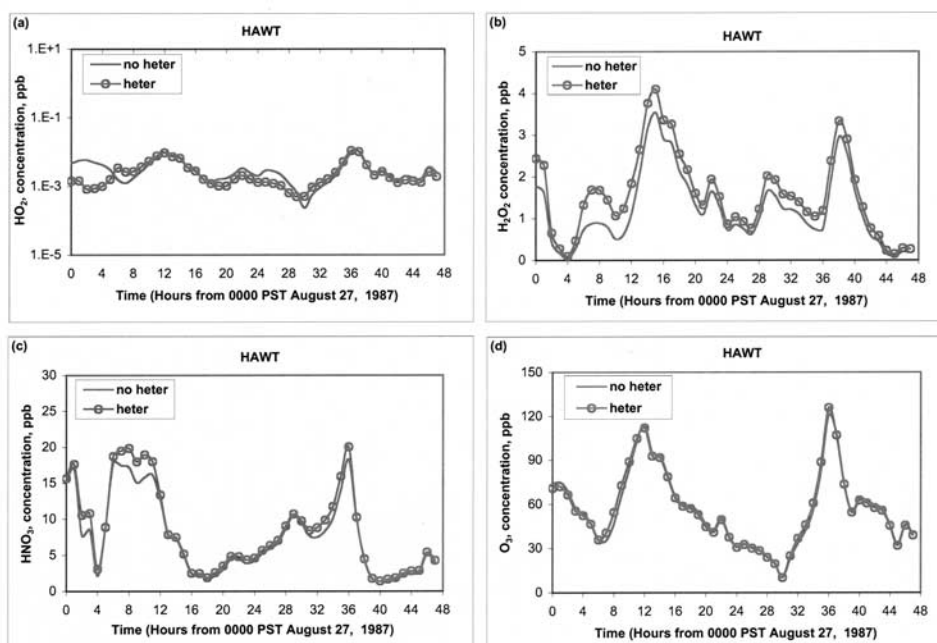 (a)
HAWT
1.E+1
1.E-1
1.E-3
1.E-5
no heter
heter
HO2, concentration, ppb
0 4 8 12 16 20 24 28 32 36 40 44 48
Time (Hours from 0000 PST August 27, 1987)
(b)
HAWT
5
4
3
2
1
0
no heter
heter
H2O2 concentration, ppb
0 4 8 12 16 20 24 28 32 36 40 44 48
Time (Hours from 0000 PST August 27, 1987)
(c)
HAWT
30
25
20
15
10
5
0
no heter
heter
HNO3, concentration, ppb
0 4 8 12 16 20 24 28 32 36 40 44 48
Time (Hours from 0000 PST August 27, 1987)
(d)
HAWT
150
120
90
60
30
0
no heter
heter
O3, concentration, ppb
0 4 8 12 16 20 24 28 32 36 40 44 48
Time (Hours from 0000 PST August 27, 1987)